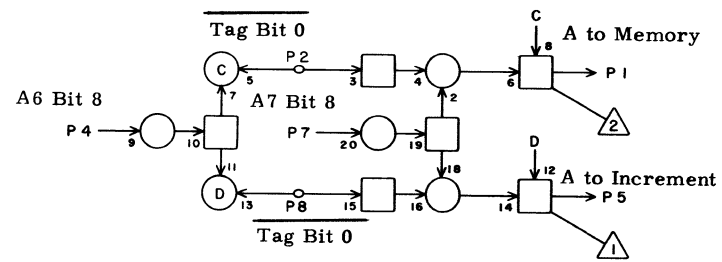 Tag Bit 0
C
A to Memory
P2
8
C
5
3
4
6
P1
7
2
A6 Bit 8
A7 Bit 8
P4
P7
2
9
10
20
19
D
11
18
12
A to Increment
D
13
P8
15
16
14
P5
Tag Bit 0
1